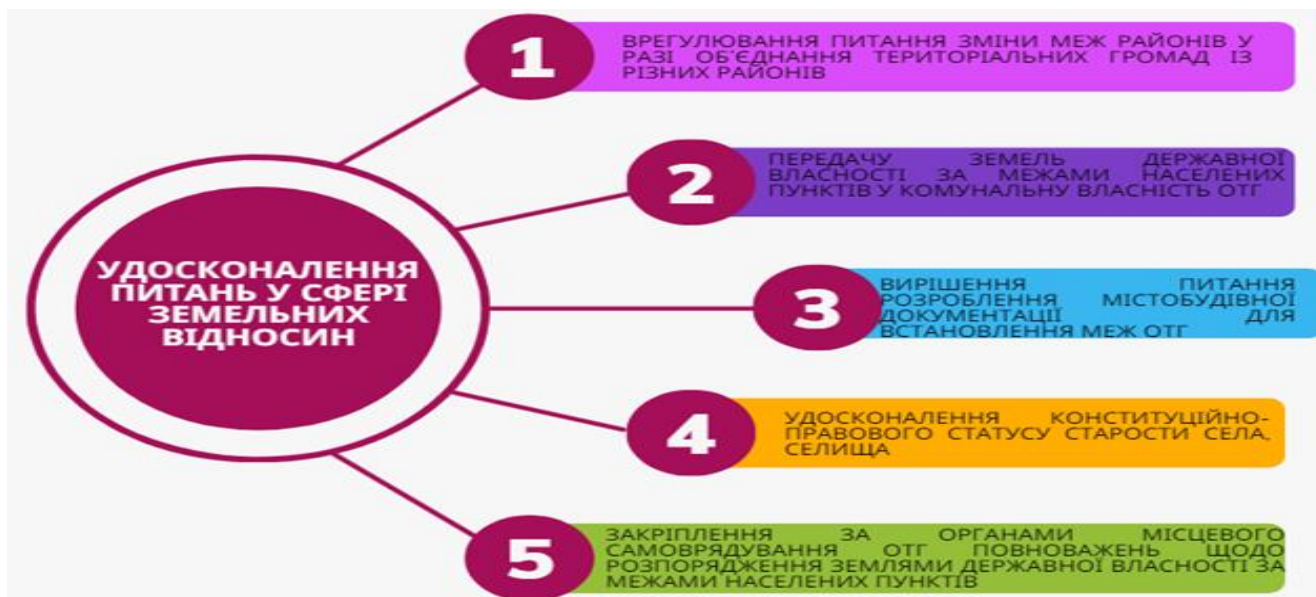 1
ВРЕГУЛЮВАННЯ ПИТАННЯ ЗМІНИ МЕЖ РАЙОНІВ У
РАЗІ ОБ'ЄДНАННЯ ТЕРИТОРІАЛЬНИХ ГРОМАД ІЗ
РІЗНИХ РАЙОНІВ
2
ПЕРЕДАЧУ ЗЕМЕЛЬ ДЕРЖАВНОЇ
ВЛАСНОСТІ ЗА МЕЖАМИ НАСЕЛЕНИХ
ПУНКТІВ У КОМУНАЛЬНУ ВЛАСНІСТЬ ОТГ
УДОСКОНАЛЕННЯ
ПИТАНЬ У СФЕРІ
ЗЕМЕЛЬНИХ
ВІДНОСИН
3
ВИРІШЕННЯ ПИТАННЯ
РОЗРОБЛЕННЯ МІСТОБУДІВНОЇ
ДОКУМЕНТАЦІЇ ДЛЯ
ВСТАНОВЛЕННЯ МЕЖ ОТГ
4
УДОСКОНАЛЕННЯ КОНСТИТУЦІЙНО-
ПРАВОВОГО СТАТУСУ СТАРОСТИ СЕЛА,
СЕЛИЩА
5
ЗАКРІПЛЕННЯ ЗА ОРГАНАМИ МІСЦЕВОГО
САМОВРЯДУВАННЯ ОТГ ПОВНОВАЖЕНЬ ЩОДО
РОЗПОРЯДЖЕННЯ ЗЕМЛЯМИ ДЕРЖАВНОЇ ВЛАСНОСТІ ЗА
МЕЖАМИ НАСЕЛЕНИХ ПУНКТІВ